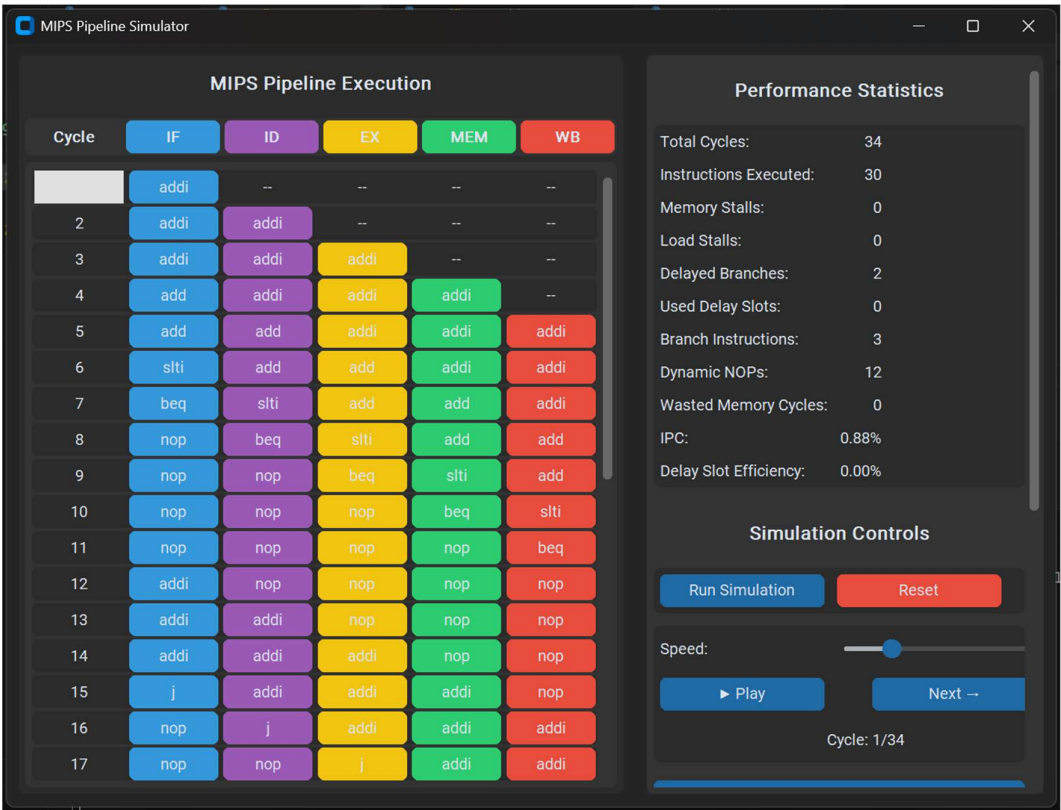 MIPS Pipeline Simulator
MIPS Pipeline Execution
Cycle IF ID EX MEM WB
addi -- -- -- --
2 addi addi -- -- --
3 addi addi addi -- --
4 add addi addi addi --
5 add add addi addi addi
6 slti add add addi addi
7 beq slti add add addi
8 nop beq slti add add
9 nop nop beq slti add
10 nop nop nop beq slti
11 nop nop nop nop beq
12 addi nop nop nop nop
13 addi addi nop nop nop
14 addi addi addi nop nop
15 j addi addi addi nop
16 nop j addi addi addi
17 nop nop j addi addi
Performance Statistics
Total Cycles: 34
Instructions Executed: 30
Memory Stalls: 0
Load Stalls: 0
Delayed Branches: 2
Used Delay Slots: 0
Branch Instructions: 3
Dynamic NOPs: 12
Wasted Memory Cycles: 0
IPC: 0.88%
Delay Slot Efficiency: 0.00%
Simulation Controls
Run Simulation Reset
Speed:
► Play Next →
Cycle: 1/34